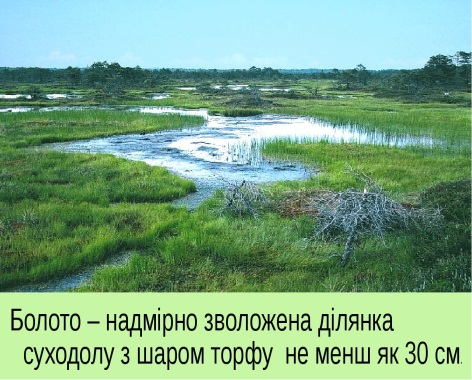 Болото – надмірно зволожена ділянка
суходолу з шаром торфу не менш як 30 см.